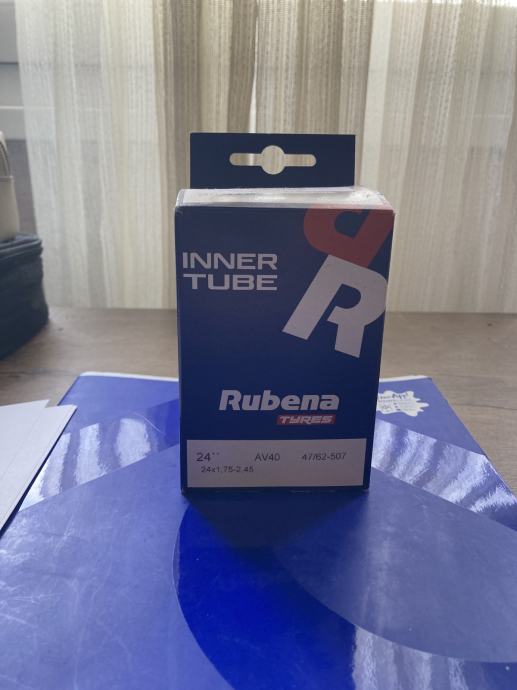 INNER
TUBE
R
Rubena
TYRES
24'' AV40 47/62-507
24x1,75-2.45